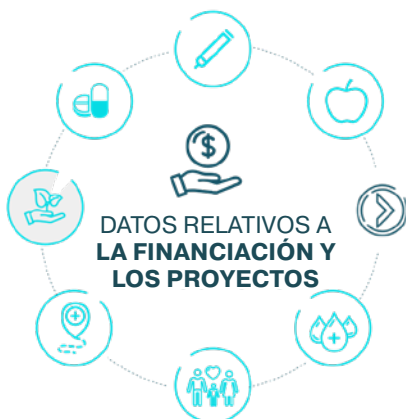 DATOS RELATIVOS A
LA FINANCIACIÓN Y
LOS PROYECTOS